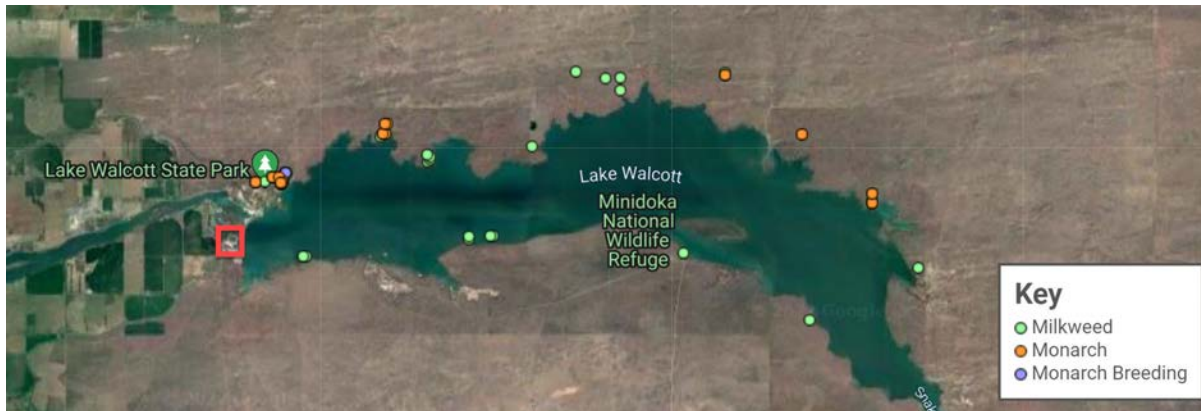 Lake Walcott State Park
Lake Walcott
Minidoka
National
Wildlife
Refuge
Key
Milkweed
Monarch
Monarch Breeding